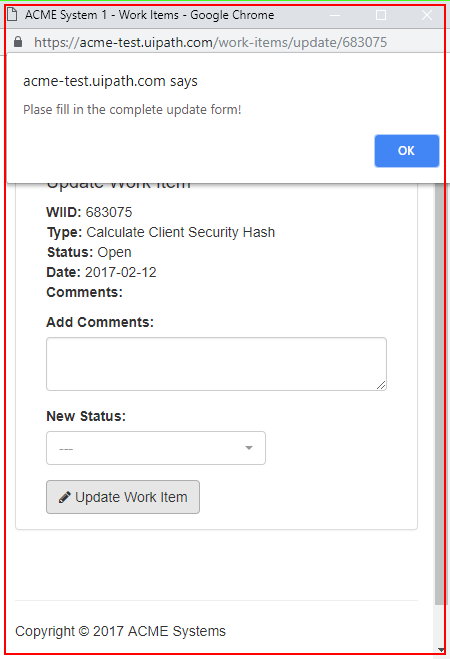 ACME System 1 - Work Items - Google Chrome
https://acme-test.uipath.com/work-items/update/683075
acme-test.uipath.com says
Plase fill in the complete update form!
OK
Update Work Item
WIID: 683075
Type: Calculate Client Security Hash
Status: Open
Date: 2017-02-12
Comments:
Add Comments:
New Status:
---
Update Work Item
Copyright © 2017 ACME Systems